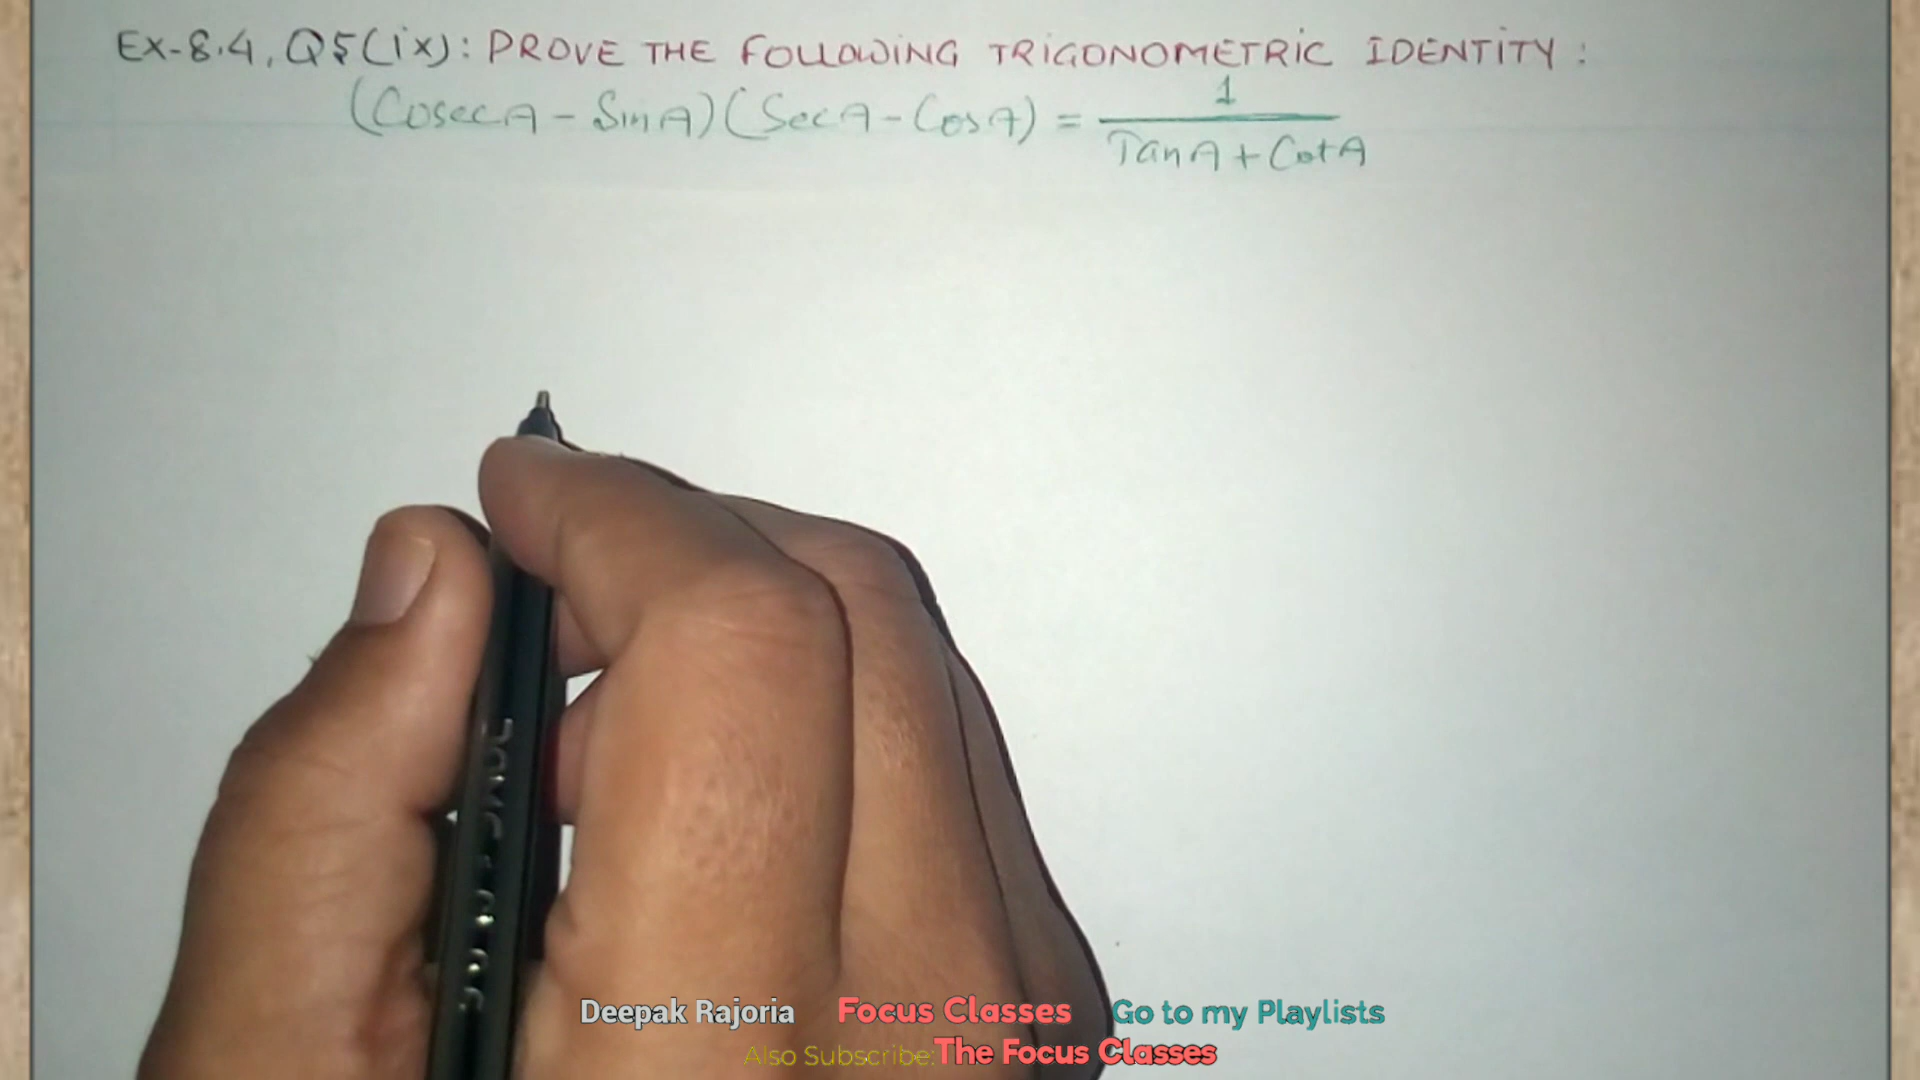 EX-8.4, Q5(ix): PROVE THE FOLLOWING TRIGONOMETRIC IDENTITY :
(CosecA - SinA)(SecA - CosA) = 1 / TanA + CotA
Deepak Rajoria Focus Classes Go to my Playlists
Also Subscribe: The Focus Classes